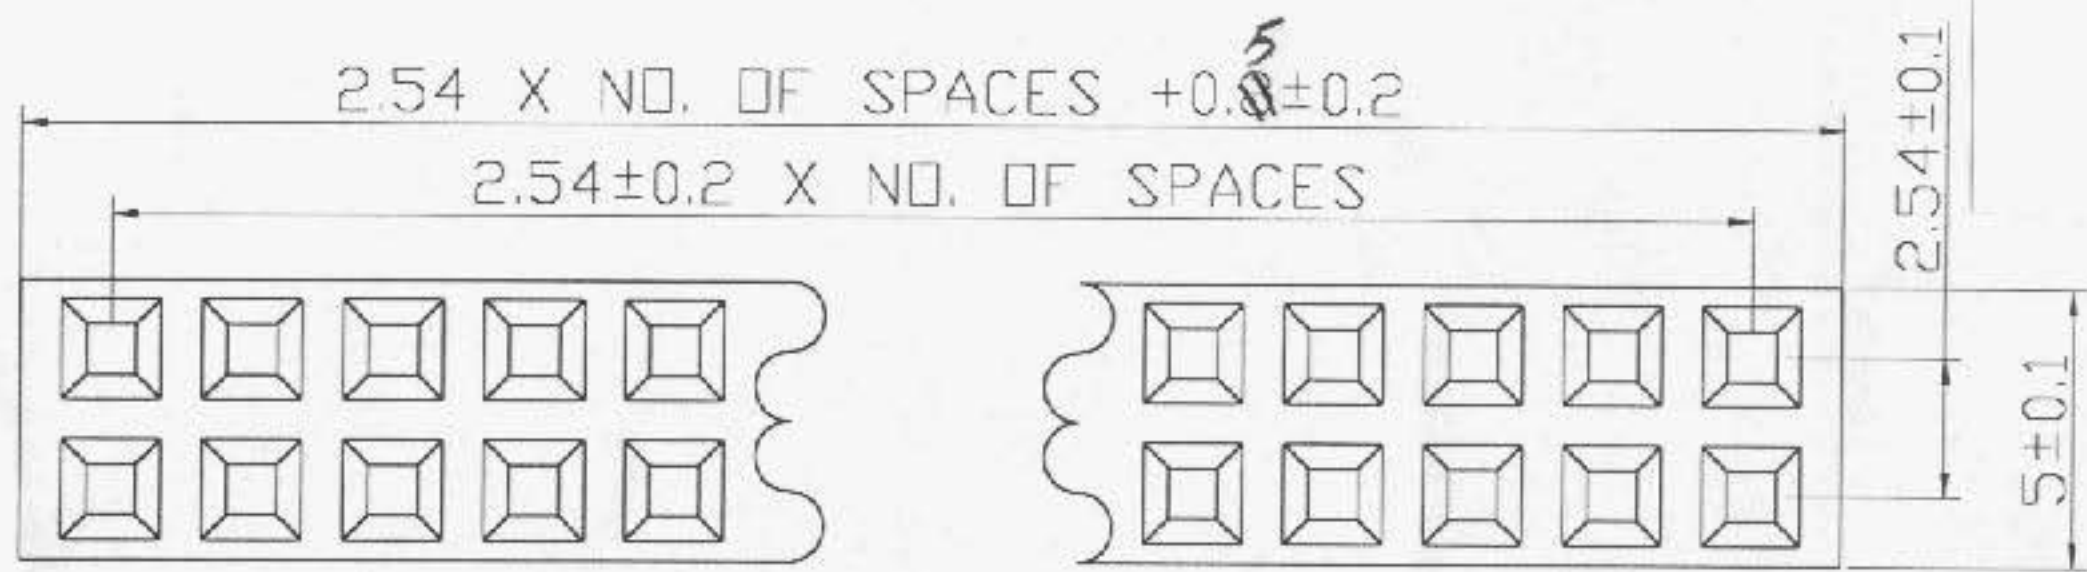 2.54 X NO. OF SPACES +0.5±0.2
2.54±0.2 X NO. OF SPACES
2.54±0.1
5±0.1